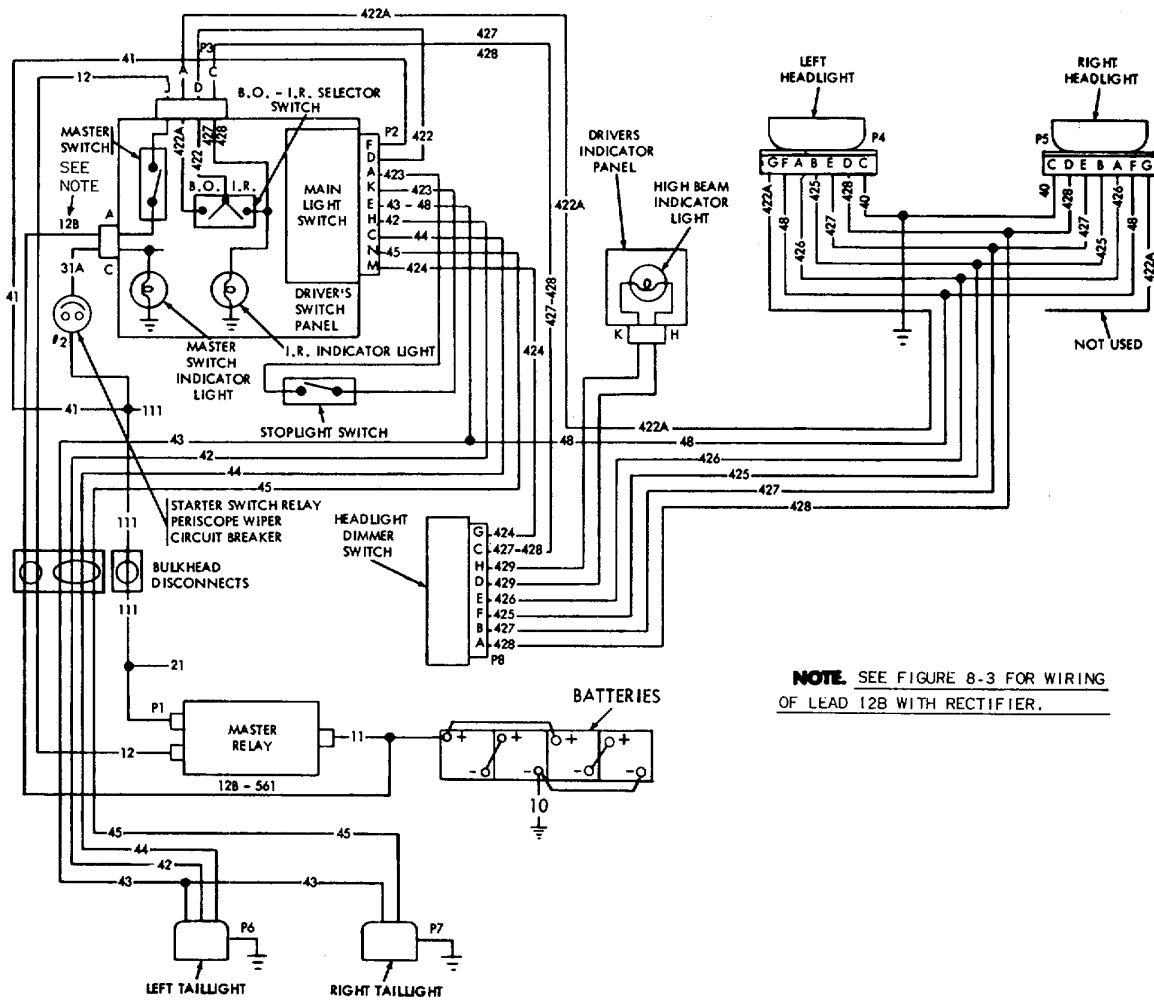 422A
427
428
41
12
P3
J
A
D
C
B.O. - I.R. SELECTOR
SWITCH
LEFT
HEADLIGHT
RIGHT
HEADLIGHT
MASTER
SWITCH
SEE
NOTE
12B
A
C
422A
422
427
428
B.O. I.R.
MAIN
LIGHT
SWITCH
DRIVER'S
SWITCH
PANEL
P2
F
D
A
K
E
H
C
N
M
422
422
423
423
43 - 48
42
44
45
424
DRIVERS
INDICATOR
PANEL
HIGH BEAM
INDICATOR
LIGHT
K
H
422A
427-428
424
P4
G F A B E D C
422A
48
426
425
427
428
40
P5
C D E B A F G
40
428
427
425
426
48
422A
NOT USED
31A
41
MASTER
SWITCH
INDICATOR
LIGHT
I.R. INDICATOR LIGHT
STOPLIGHT SWITCH
41
111
43
42
44
45
48
48
422A
426
425
427
428
STARTER SWITCH RELAY
PERISCOPE WIPER
CIRCUIT BREAKER
111
BULKHEAD
DISCONNECTS
111
HEADLIGHT
DIMMER
SWITCH
G 424
C 427-428
H 429
D 429
E 426
F 425
B 427
A 428
P8
21
P1
12
MASTER
RELAY
11
12B - 561
BATTERIES
+ + + +
- - - -
10
NOTE. SEE FIGURE 8-3 FOR WIRING
OF LEAD 12B WITH RECTIFIER.
45
45
44
42
43
43
P6
P7
LEFT TAILLIGHT
RIGHT TAILLIGHT